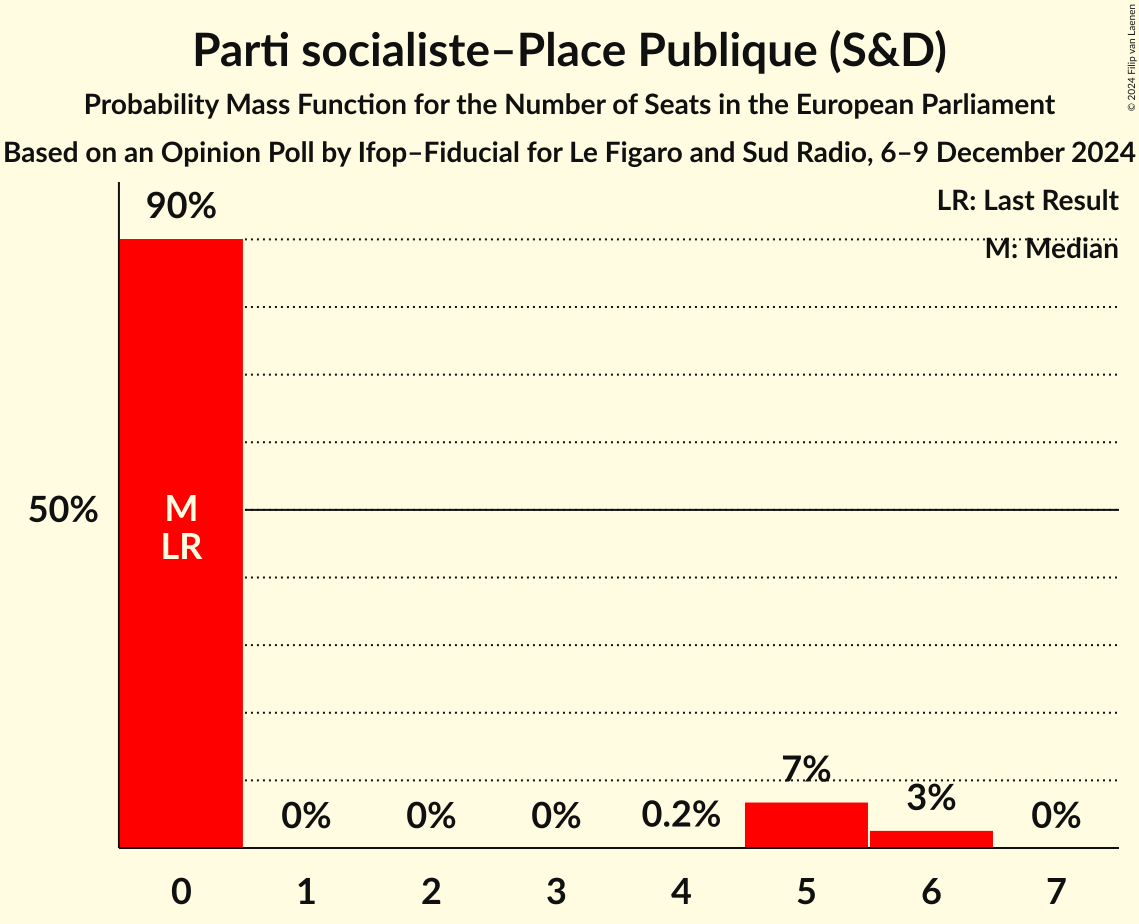 Parti socialiste–Place Publique (S&D)
Probability Mass Function for the Number of Seats in the European Parliament
Based on an Opinion Poll by Ifop–Fiducial for Le Figaro and Sud Radio, 6–9 December 2024
© 2024 Filip van Laenen
LR: Last Result
M: Median
90%
50%
M
LR
0%
0%
0%
0.2%
7%
3%
0%
0 1 2 3 4 5 6 7